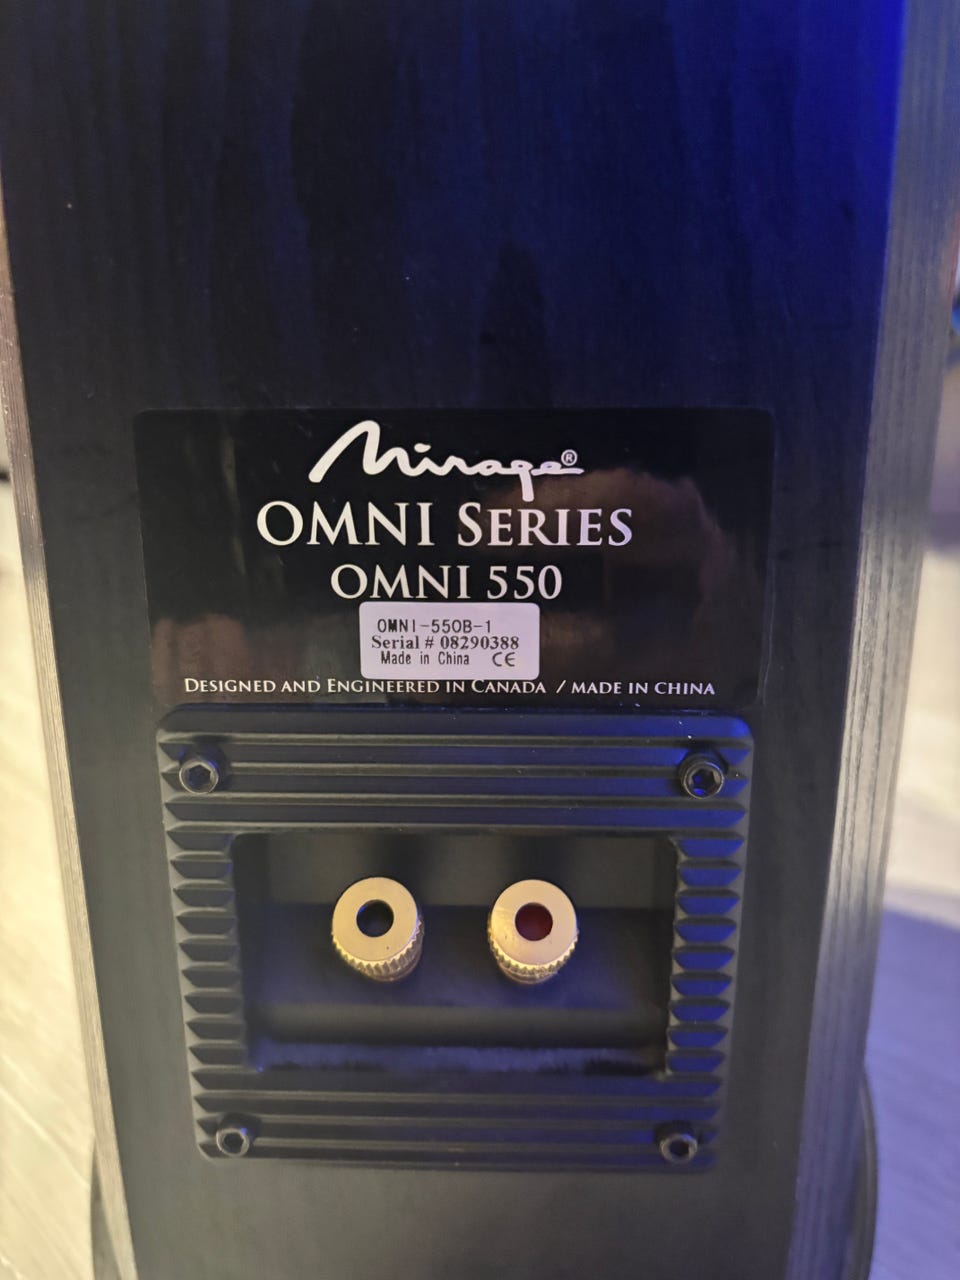 Mirage®
OMNI SERIES
OMNI 550
OMNI-550B-1
Serial # 08290388
Made in China CE
DESIGNED AND ENGINEERED IN CANADA / MADE IN CHINA